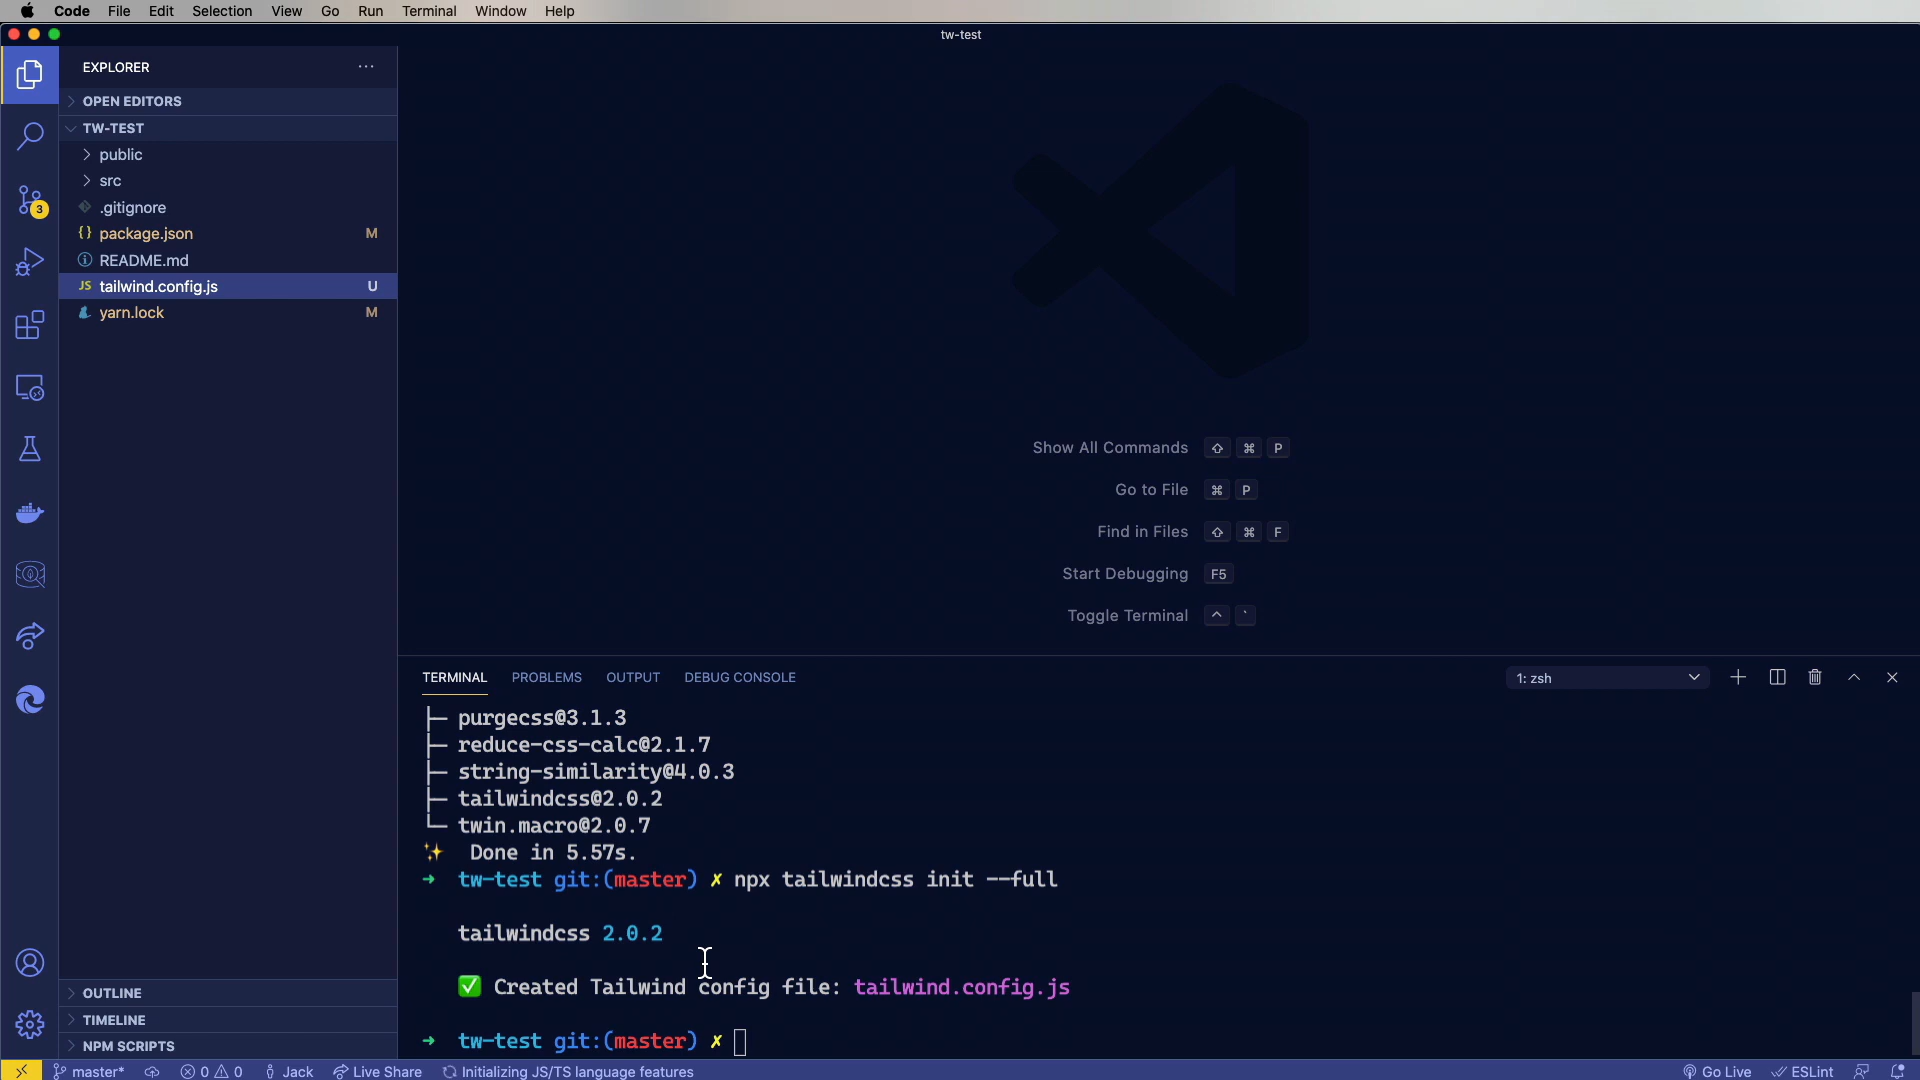 Code File Edit Selection View Go Run Terminal Window Help
tw-test
EXPLORER
OPEN EDITORS
TW-TEST
public
src
.gitignore
{} package.json M
README.md
JS tailwind.config.js U
yarn.lock M
3
OUTLINE
TIMELINE
NPM SCRIPTS
Show All Commands ⇧ ⌘ P
Go to File ⌘ P
Find in Files ⇧ ⌘ F
Start Debugging F5
Toggle Terminal ^ `
TERMINAL PROBLEMS OUTPUT DEBUG CONSOLE 1: zsh
├─ purgecss@3.1.3
├─ reduce-css-calc@2.1.7
├─ string-similarity@4.0.3
├─ tailwindcss@2.0.2
└─ twin.macro@2.0.7
✨ Done in 5.57s.
➜ tw-test git:(master) ✗ npx tailwindcss init --full
tailwindcss 2.0.2
✅ Created Tailwind config file: tailwind.config.js
➜ tw-test git:(master) ✗
master* 0 0 Jack Live Share Initializing JS/TS language features Go Live ESLint